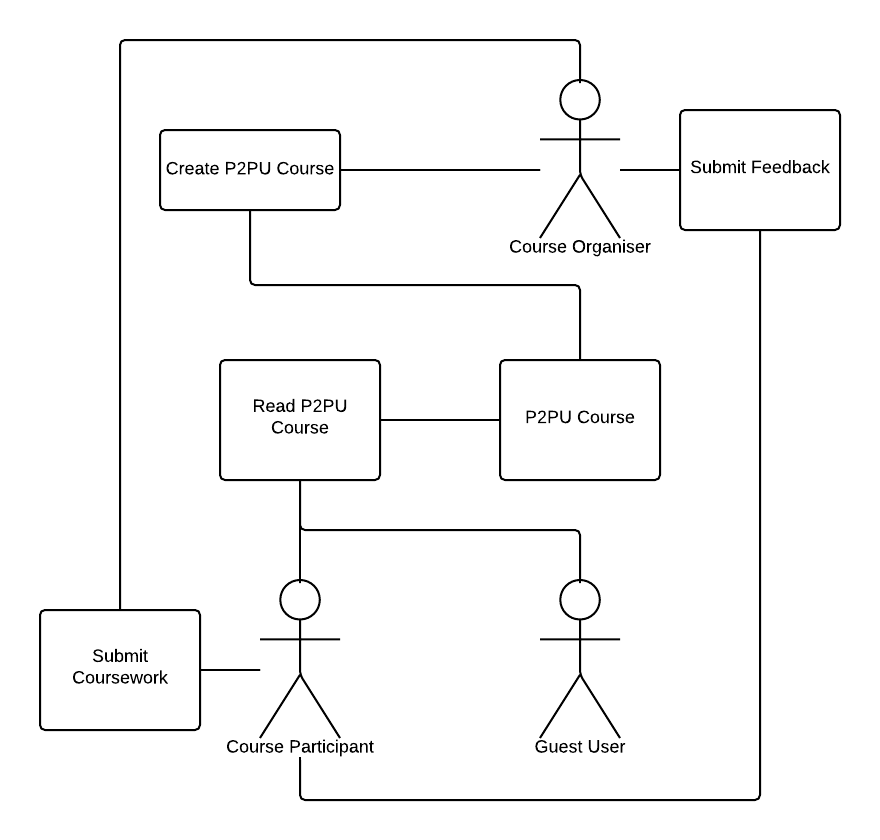 Create P2PU Course
Submit Feedback
Course Organiser
Read P2PU
Course
P2PU Course
Submit
Coursework
Course Participant
Guest User